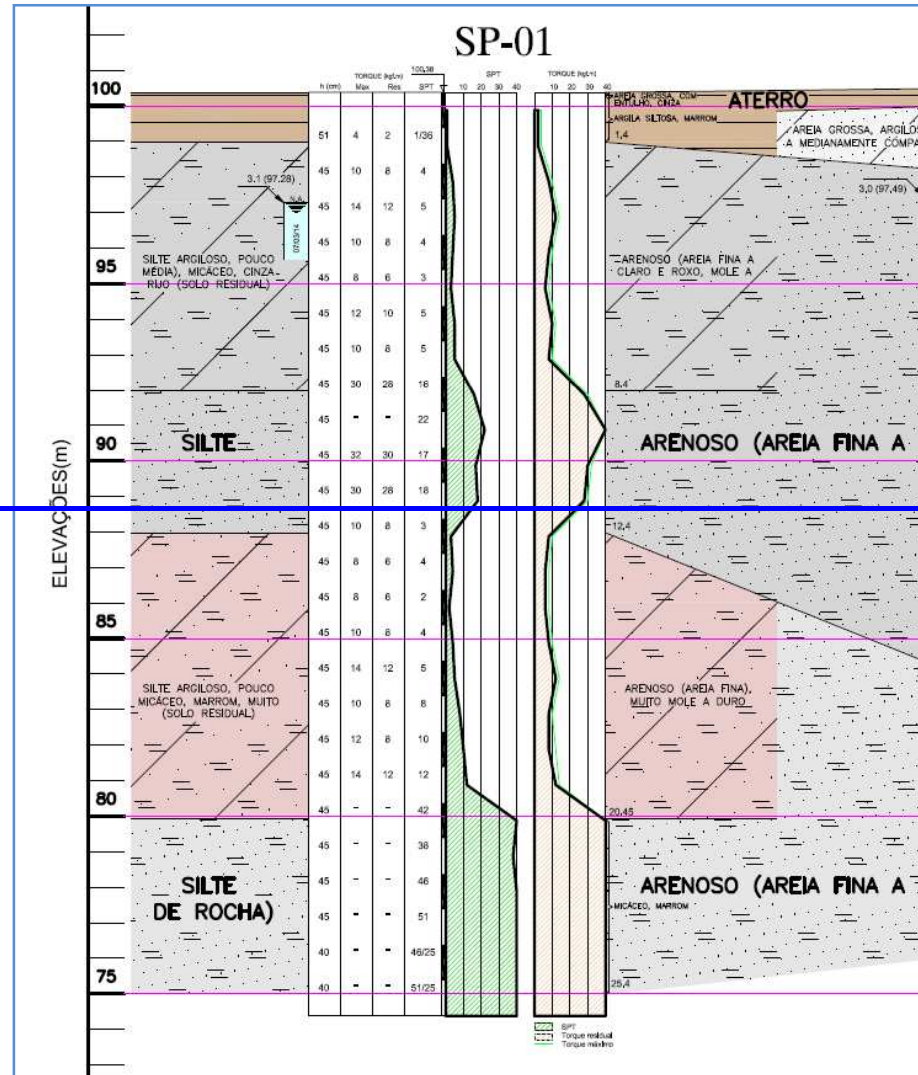 SP-01
TORQUE (kgf.m) 100,38 SPT TORQUE (kgf.m)
h (cm) Max Res SPT 10 20 30 40 10 20 30 40
ELEVAÇÕES(m)
100
AREIA GROSSA, COM
ENTULHO, CINZA
ATERRO
ARGILA SILTOSA, MARROM
51 4 2 1/36
1,4
AREIA GROSSA, ARGILOS
A MEDIANAMENTE COMPA
45 10 8 4
3.1 (97.28)
3,0 (97,49)
N.A.
07/03/14
45 14 12 5
45 10 8 4
SILTE ARGILOSO, POUCO
MÉDIA), MICÁCEO, CINZA-
RIJO (SOLO RESIDUAL)
ARENOSO (AREIA FINA A
CLARO E ROXO, MOLE A
95
45 8 6 3
45 12 10 5
45 10 8 5
45 30 28 16
8,4
45 - - 22
SILTE
ARENOSO (AREIA FINA A
90
45 32 30 17
45 30 28 18
45 10 8 3
12,4
45 8 6 4
45 8 6 2
85
45 10 8 4
45 14 12 5
SILTE ARGILOSO, POUCO
MICÁCEO, MARROM, MUITO
(SOLO RESIDUAL)
ARENOSO (AREIA FINA),
MUITO MOLE A DURO
45 10 8 8
45 12 8 10
45 14 12 12
80
45 - - 42
20,45
45 - - 38
45 - - 46
SILTE
DE ROCHA)
ARENOSO (AREIA FINA A
MICÁCEO, MARROM
45 - - 51
40 - - 46/25
75
40 - - 51/25
25,4
SPT
Torque residual
Torque máximo